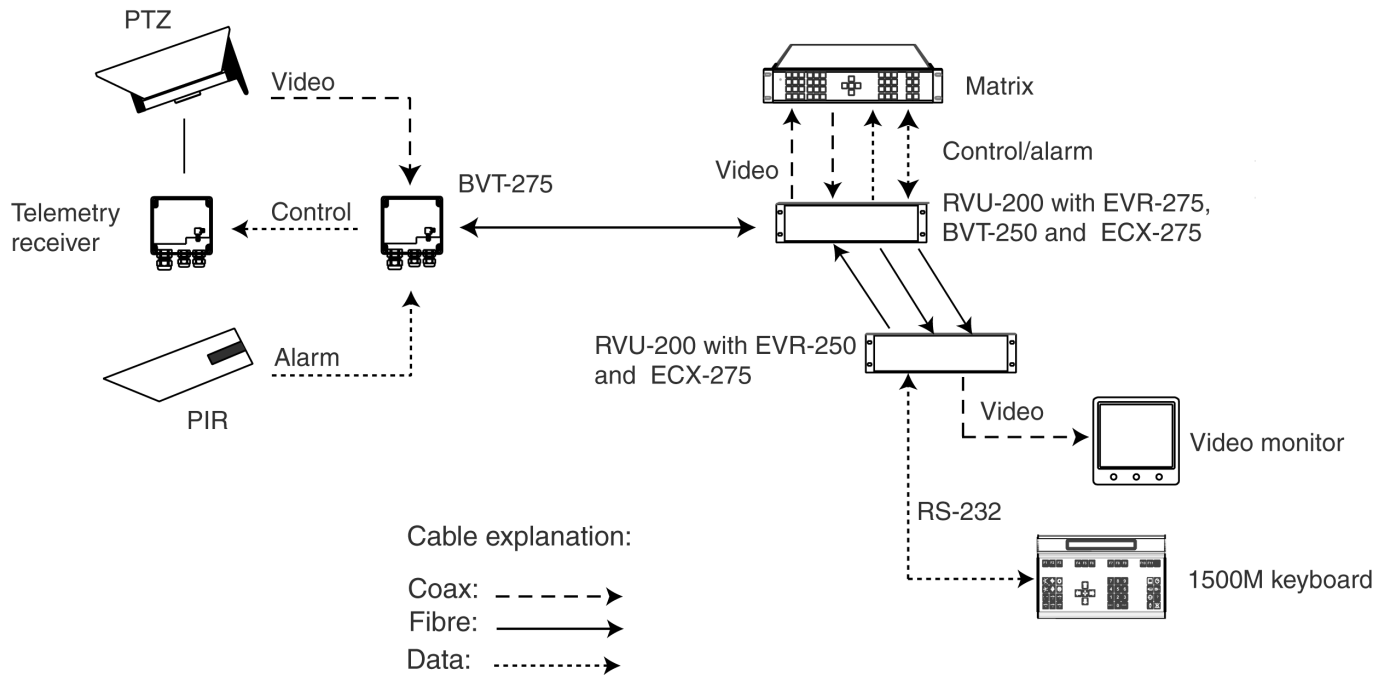 PTZ
Video
Matrix
Control/alarm
Video
BVT-275
Telemetry
receiver
Control
RVU-200 with EVR-275,
BVT-250 and ECX-275
Alarm
PIR
RVU-200 with EVR-250
and ECX-275
Video
Video monitor
RS-232
1500M keyboard
Cable explanation:
Coax:
Fibre:
Data: